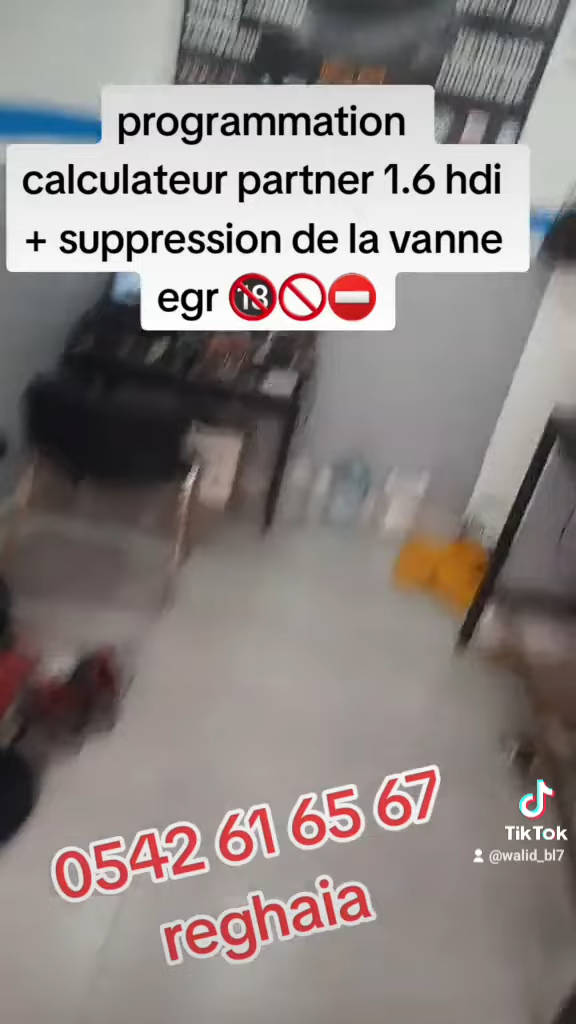 programmation
calculateur partner 1.6 hdi
+ suppression de la vanne
egr 🔞🚫⛔
0542 61 65 67
reghaia
TikTok
@walid_bl7